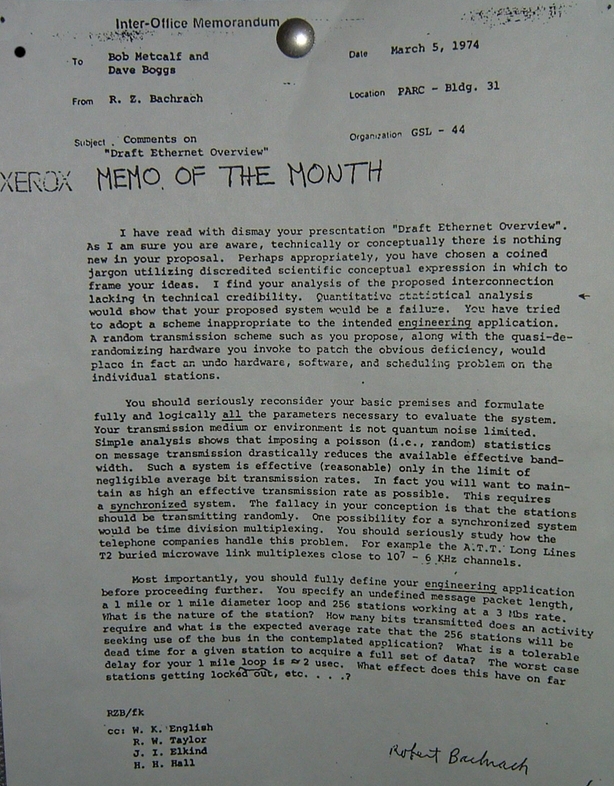 Inter-Office Memorandum
To Bob Metcalf and Date March 5, 1974
Dave Boggs
From R. Z. Bachrach Location PARC - Bldg. 31
Subject Comments on Organization GSL - 44
"Draft Ethernet Overview"
XEROX MEMO OF THE MONTH
I have read with dismay your presentation "Draft Ethernet Overview".
As I am sure you are aware, technically or conceptually there is nothing
new in your proposal. Perhaps appropriately, you have chosen a coined
jargon utilizing discredited scientific conceptual expression in which to
frame your ideas. I find your analysis of the proposed interconnection
lacking in technical credibility. Quantitative statistical analysis
would show that your proposed system would be a failure. You have tried
to adopt a scheme inappropriate to the intended engineering application.
A random transmission scheme such as you propose, along with the quasi-de-
randomizing hardware you invoke to patch the obvious deficiency, would
place in fact an undo hardware, software, and scheduling problem on the
individual stations.
You should seriously reconsider your basic premises and formulate
fully and logically all the parameters necessary to evaluate the system.
Your transmission medium or environment is not quantum noise limited.
Simple analysis shows that imposing a poisson (i.e., random) statistics
on message transmission drastically reduces the available effective band-
width. Such a system is effective (reasonable) only in the limit of
negligible average bit transmission rates. In fact you will want to main-
tain as high an effective transmission rate as possible. This requires
a synchronized system. The fallacy in your conception is that the stations
should be transmitting randomly. One possibility for a synchronized system
would be time division multiplexing. You should seriously study how the
telephone companies handle this problem. For example the A.T.T. Long Lines
T2 buried microwave link multiplexes close to 10⁷ - 6 KHz channels.
Most importantly, you should fully define your engineering application
before proceeding further. You specify an undefined message packet length,
a 1 mile or 1 mile diameter loop and 256 stations working at a 3 Mbs rate.
What is the nature of the station? How many bits transmitted does an activity
require and what is the expected average rate that the 256 stations will be
seeking use of the bus in the contemplated application? What is a tolerable
dead time for a given station to acquire a full set of data? The worst case
delay for your 1 mile loop is ≈ 2 usec. What effect does this have on far
stations getting locked out, etc. . . .?
RZB/fk
cc: W. K. English
R. W. Taylor
J. I. Elkind
H. H. Hall
Robert Bachrach